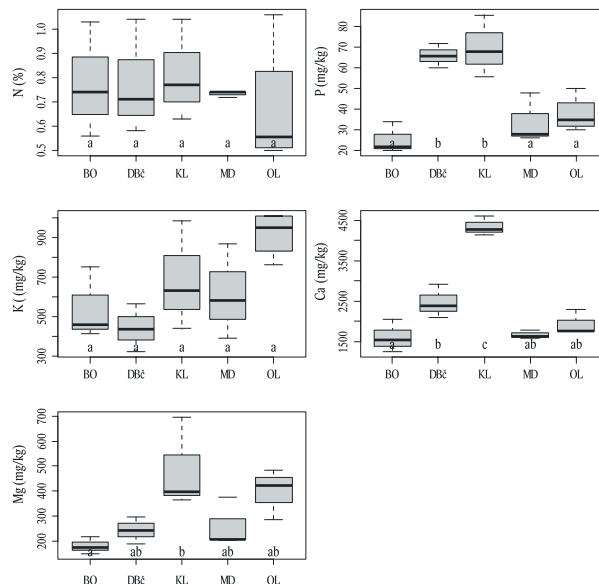 N (%)
0.5 0.6 0.7 0.8 0.9 1.0
a a a a a
BO DBč KL MD OL
P (mg/kg)
20 30 40 50 60 70 80
a b b a a
BO DBč KL MD OL
K ((mg/kg)
300 500 700 900
a a a a a
BO DBč KL MD OL
Ca (mg/kg)
1500 2500 3500 4500
a b c ab ab
BO DBč KL MD OL
Mg (mg/kg)
200 300 400 500 600 700
a ab b ab ab
BO DBč KL MD OL